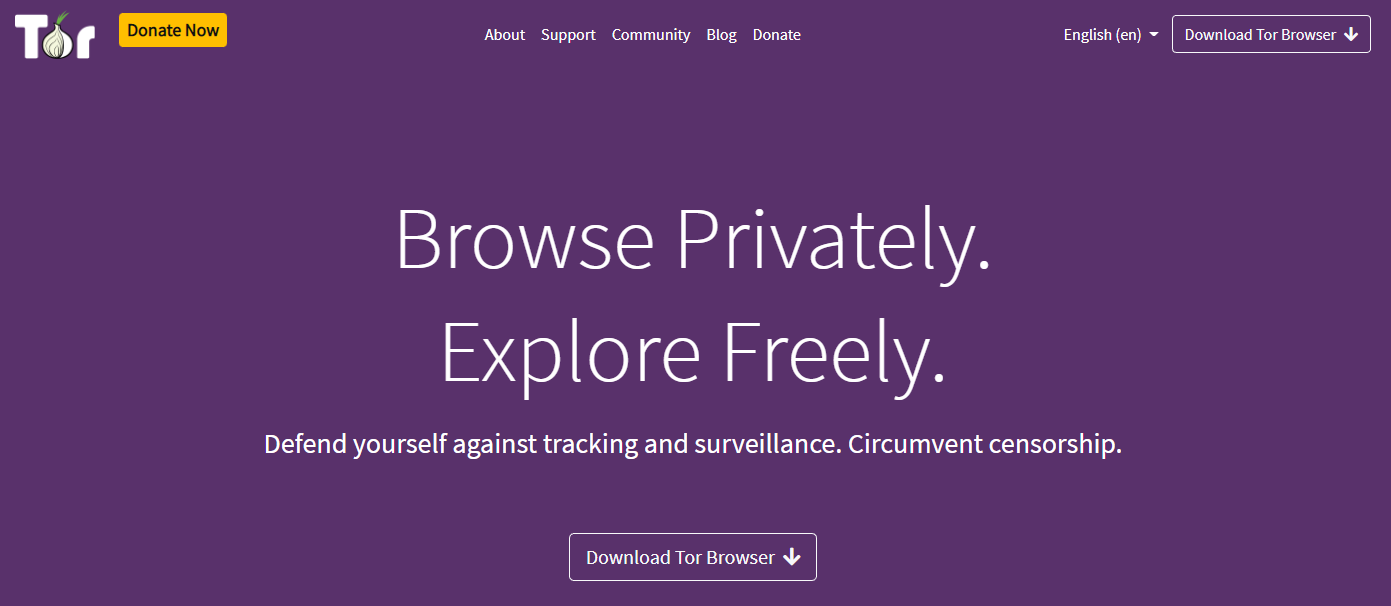 Tor
Donate Now
About Support Community Blog Donate
English (en)
Download Tor Browser
Browse Privately.
Explore Freely.
Defend yourself against tracking and surveillance. Circumvent censorship.
Download Tor Browser